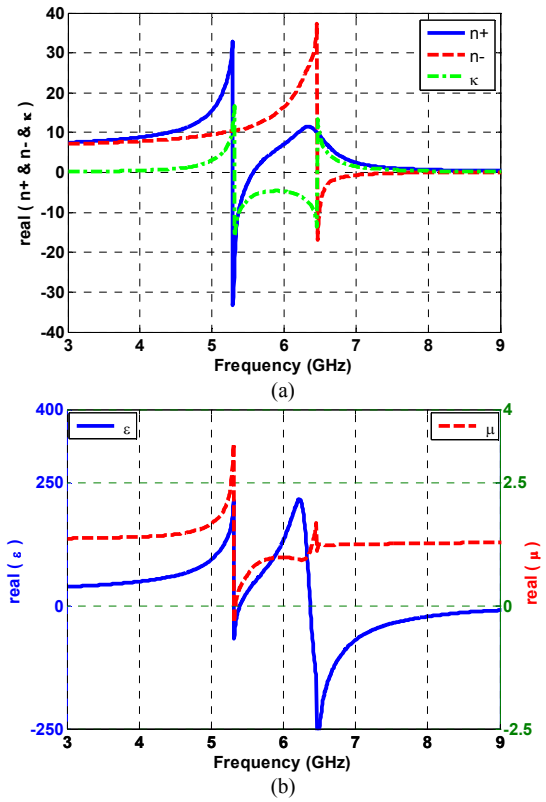 real ( n+ & n- & κ )
40
30
20
10
0
-10
-20
-30
-40
n+
n-
κ
3 4 5 6 7 8 9
Frequency (GHz)
(a)
real ( ε )
400
250
0
-250
ε
μ
4
2.5
0
-2.5
real ( μ )
3 4 5 6 7 8 9
Frequency (GHz)
(b)